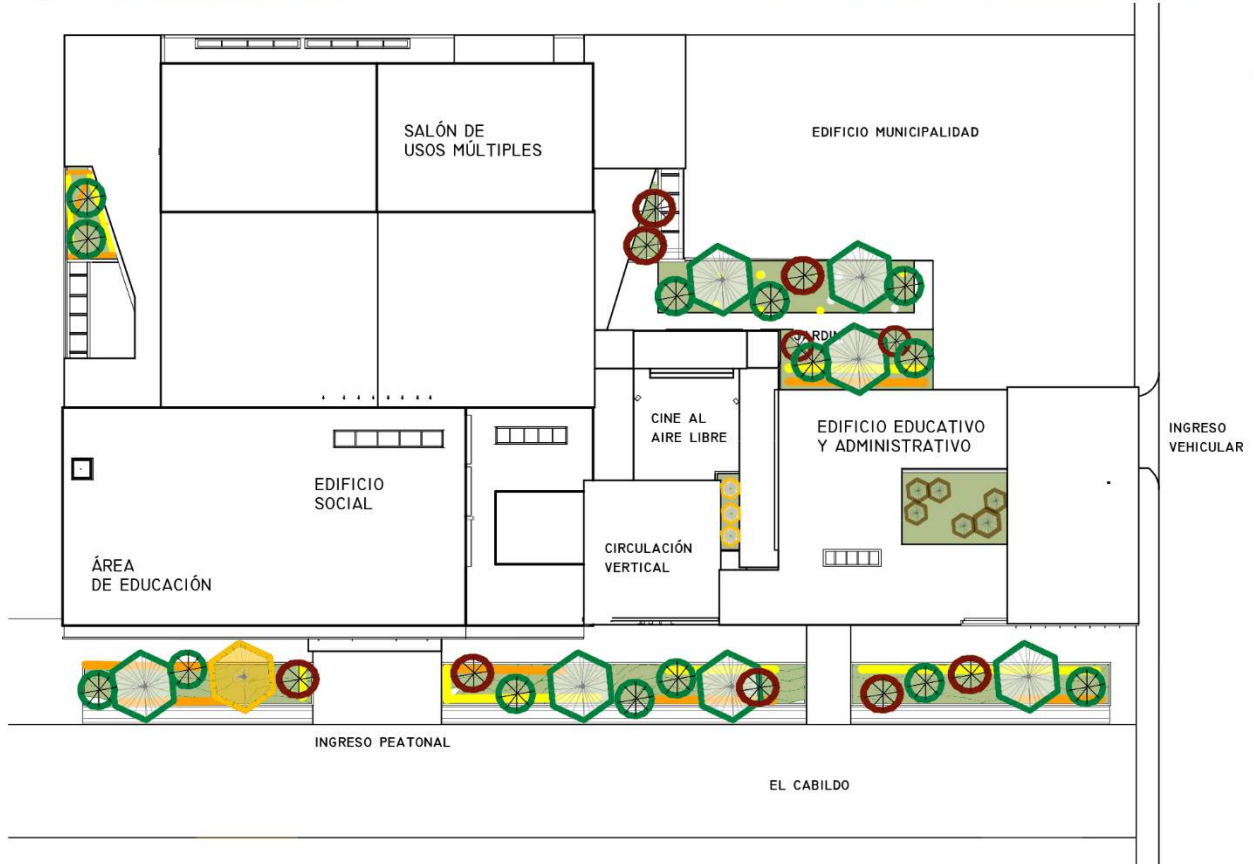 SALÓN DE
USOS MÚLTIPLES
EDIFICIO MUNICIPALIDAD
JARDIN
CINE AL
AIRE LIBRE
EDIFICIO EDUCATIVO
Y ADMINISTRATIVO
INGRESO
VEHICULAR
EDIFICIO
SOCIAL
CIRCULACIÓN
VERTICAL
ÁREA
DE EDUCACIÓN
INGRESO PEATONAL
EL CABILDO